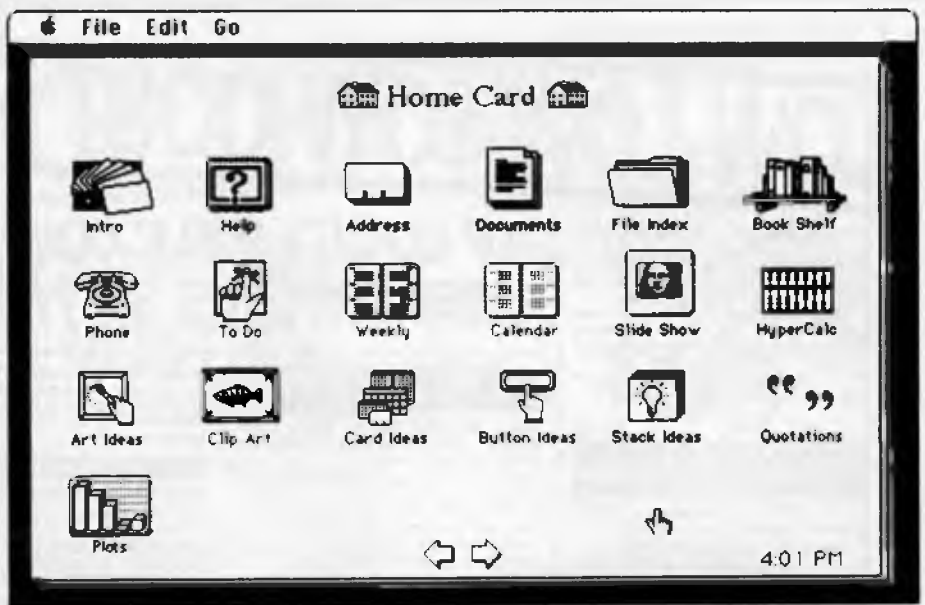 File Edit Go
Home Card
Intro Help Address Documents File Index Book Shelf
Phone To Do Weekly Calendar Slide Show HyperCalc
Art Ideas Clip Art Card Ideas Button Ideas Stack Ideas Quotations
Plots
4:01 PM